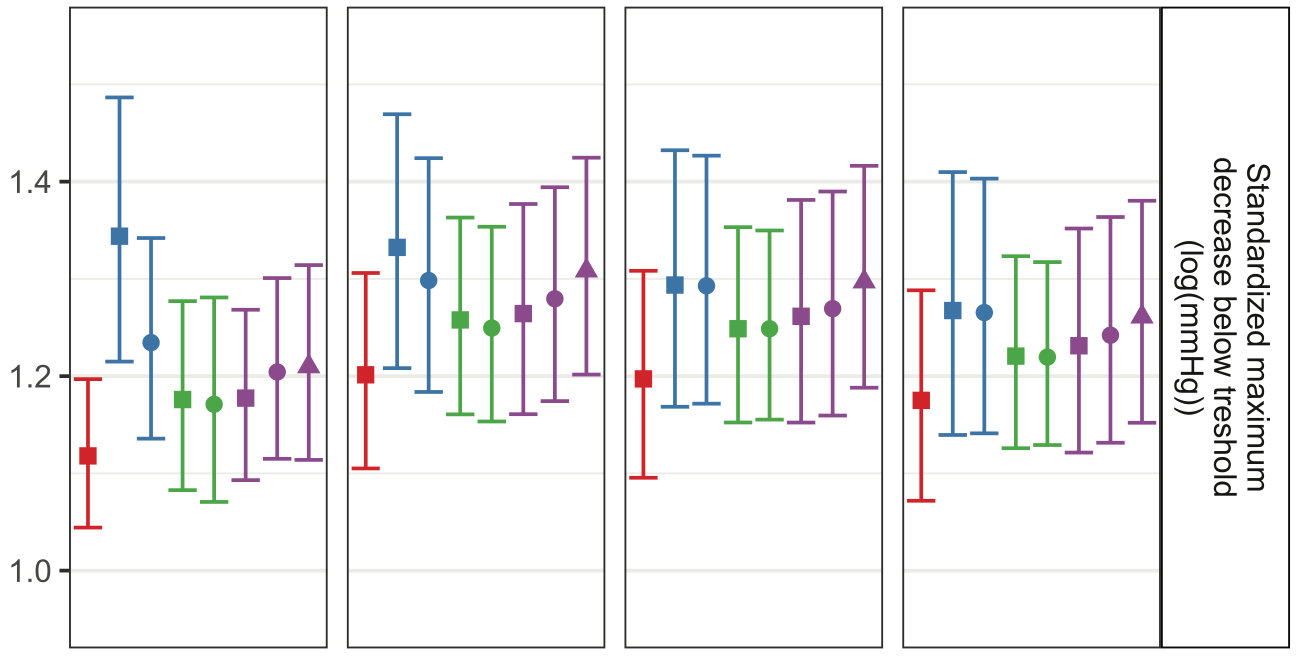 1.4
1.2
1.0
Standardized maximum
decrease below treshold
(log(mmHg))